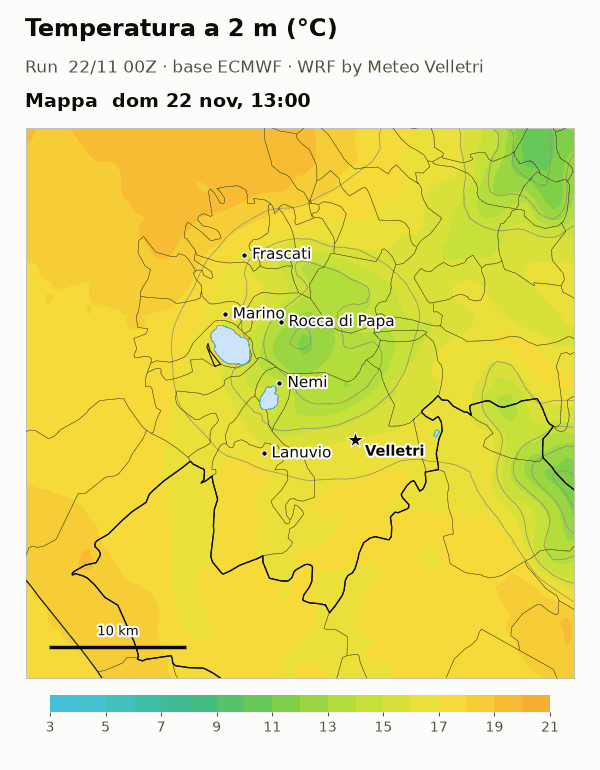 Temperatura a 2 m (°C)
Run  22/11 00Z · base ECMWF · WRF by Meteo Velletri
Mappa  dom 22 nov, 13:00
Frascati
Marino
Rocca di Papa
Nemi
Velletri
Lanuvio
10 km
3 5 7 9 11 13 15 17 19 21